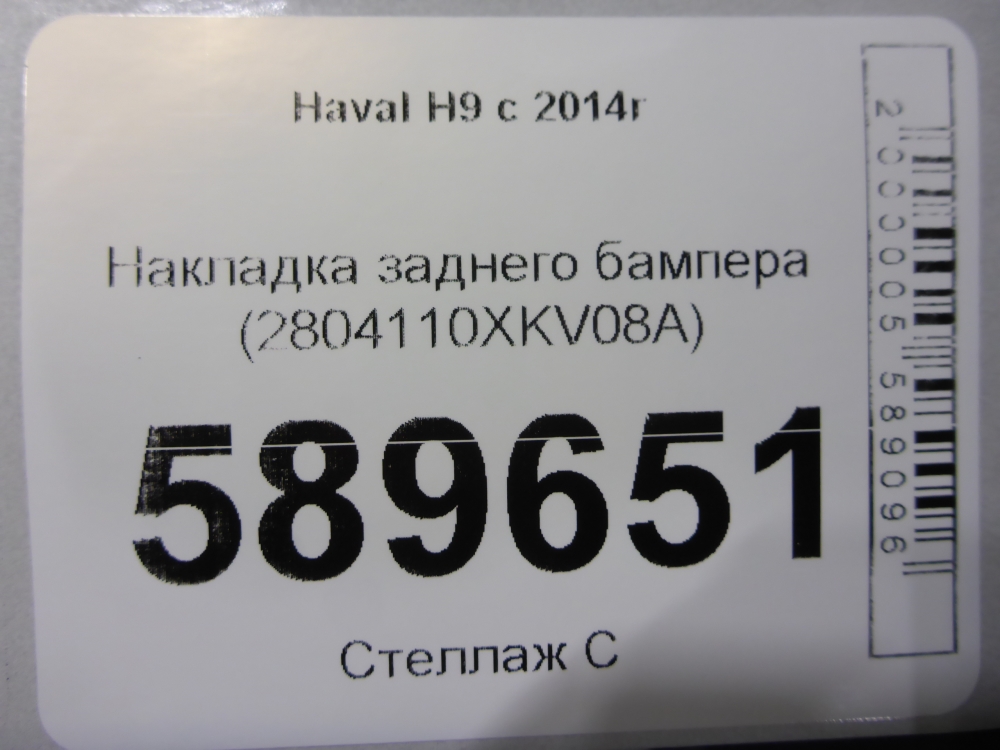 Haval H9 с 2014г
Накладка заднего бампера
(2804110XKV08A)
589651
Стеллаж С
2000005589096